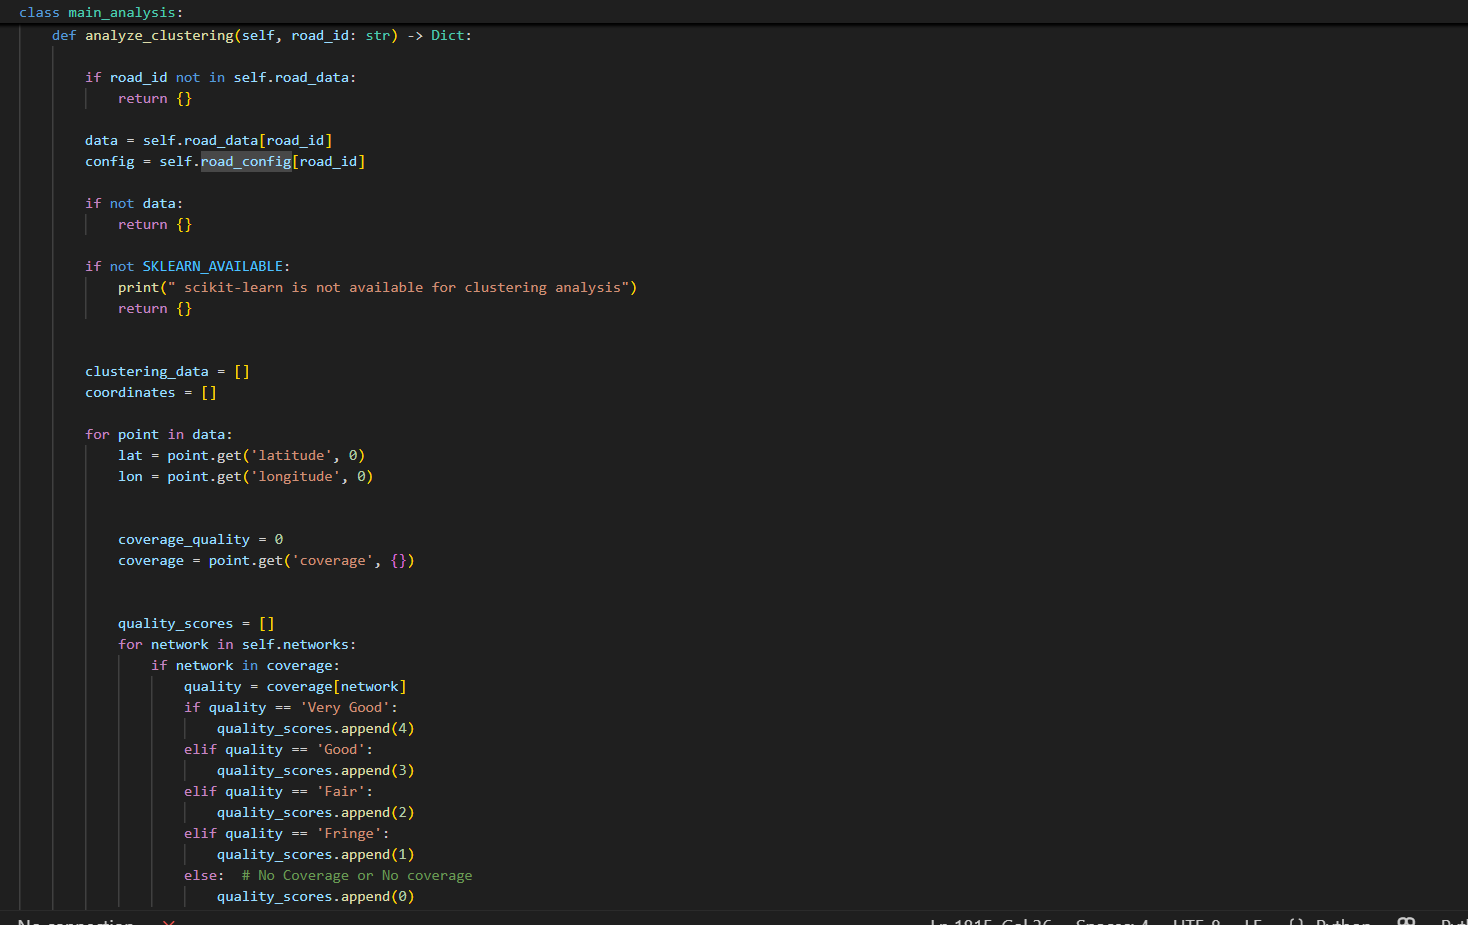 class main_analysis:
def analyze_clustering(self, road_id: str) -> Dict:
if road_id not in self.road_data:
return {}
data = self.road_data[road_id]
config = self.road_config[road_id]
if not data:
return {}
if not SKLEARN_AVAILABLE:
print(" scikit-learn is not available for clustering analysis")
return {}
clustering_data = []
coordinates = []
for point in data:
lat = point.get('latitude', 0)
lon = point.get('longitude', 0)
coverage_quality = 0
coverage = point.get('coverage', {})
quality_scores = []
for network in self.networks:
if network in coverage:
quality = coverage[network]
if quality == 'Very Good':
quality_scores.append(4)
elif quality == 'Good':
quality_scores.append(3)
elif quality == 'Fair':
quality_scores.append(2)
elif quality == 'Fringe':
quality_scores.append(1)
else:  # No Coverage or No coverage
quality_scores.append(0)
No connection Ln 1815, Col 26 Spaces: 4 UTF-8 LF {} Python